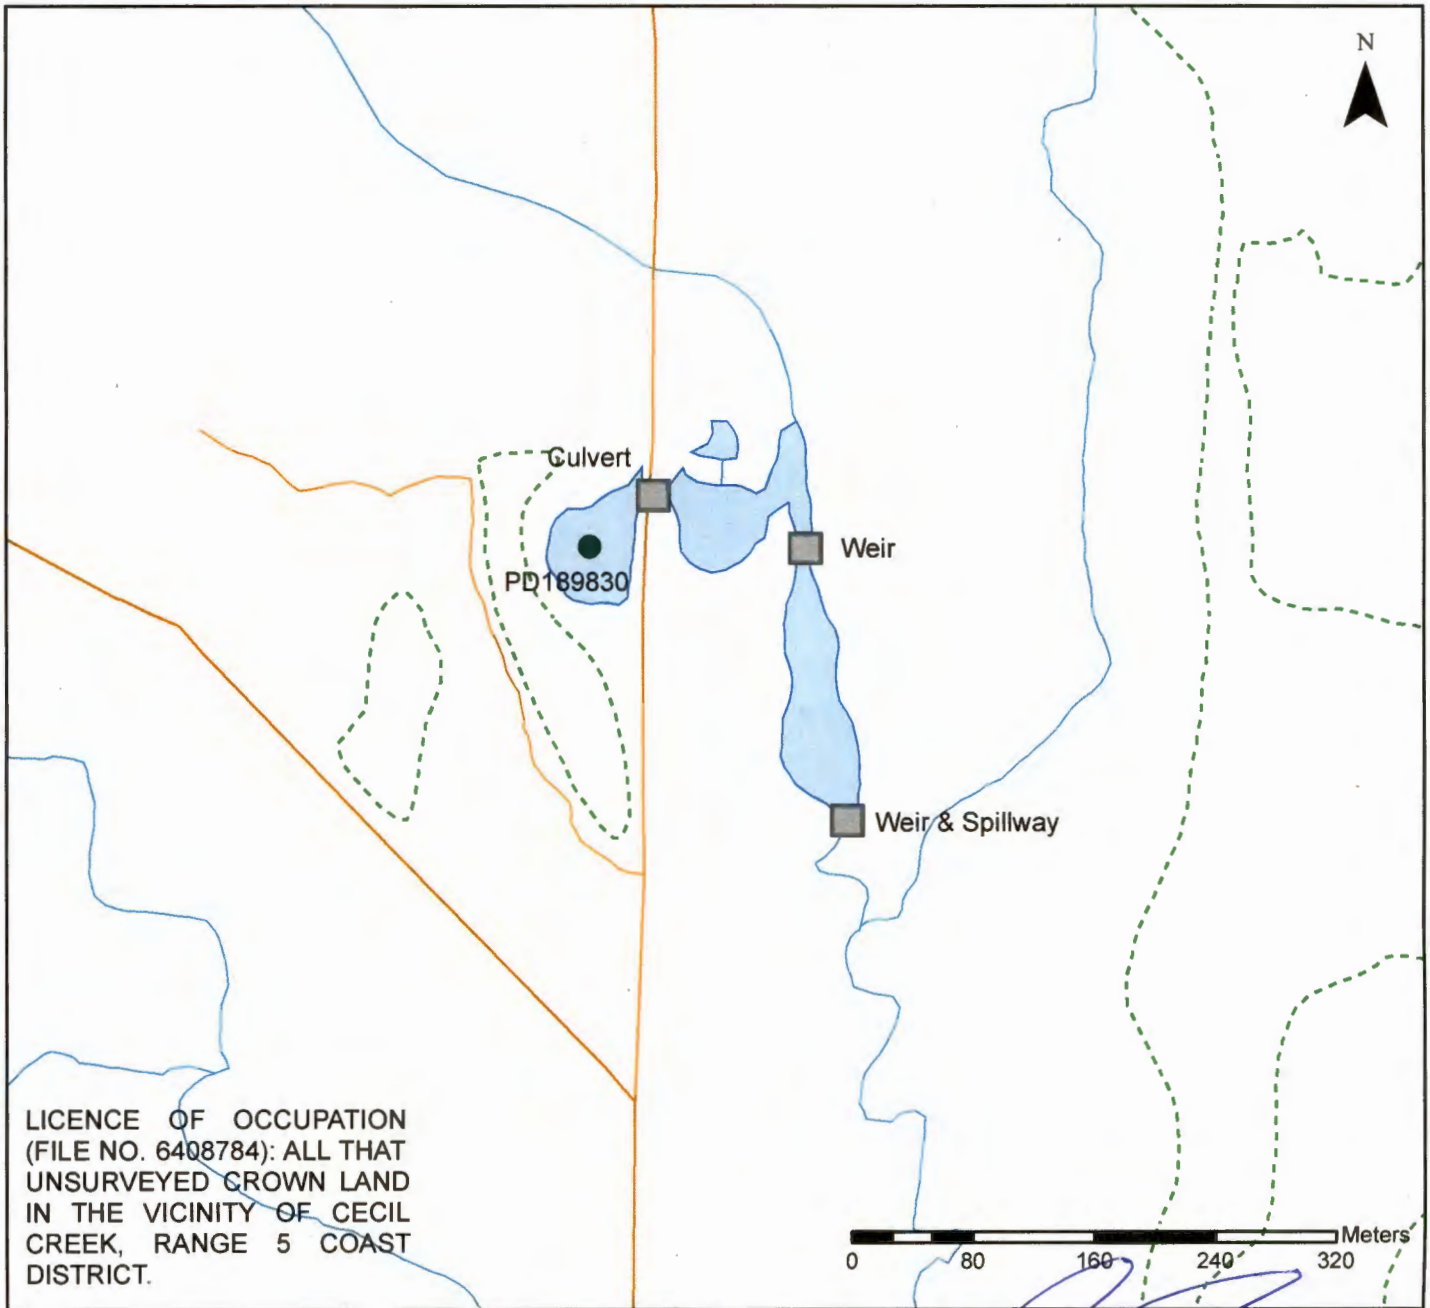 N
Culvert
Weir
PD189830
Weir & Spillway
LICENCE OF OCCUPATION
(FILE NO. 6408784): ALL THAT
UNSURVEYED CROWN LAND
IN THE VICINITY OF CECIL
CREEK, RANGE 5 COAST
DISTRICT.
Meters
0 80 160 240 320